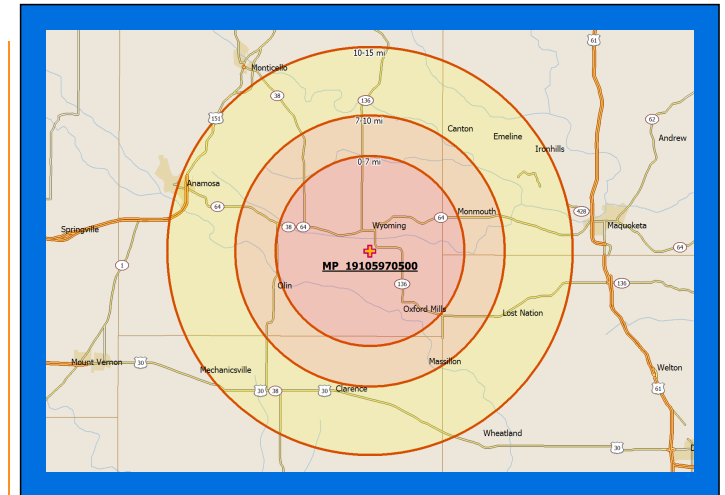 61
10-15 mi
Monticello
38
136
151
62
7-10 mi
Canton
Emeline
Andrew
Ironhills
0-7 mi
Anamosa
64
Monmouth
64
428
Springville
38 64
Wyoming
Maquoketa
64
1
MP_19105970500
Olin
136
136
Oxford Mills
Lost Nation
Mount Vernon
30
Mechanicsville
Massillon
Welton
Clarence
30 38
30
61
Wheatland
30
D